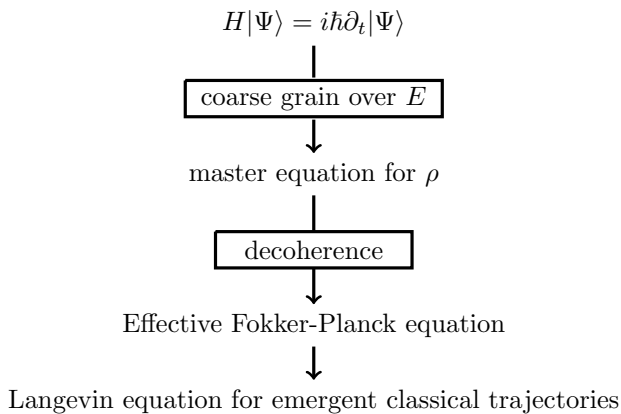 H|Ψ⟩ = iℏ∂ₜ|Ψ⟩
coarse grain over E
master equation for ρ
decoherence
Effective Fokker-Planck equation
Langevin equation for emergent classical trajectories